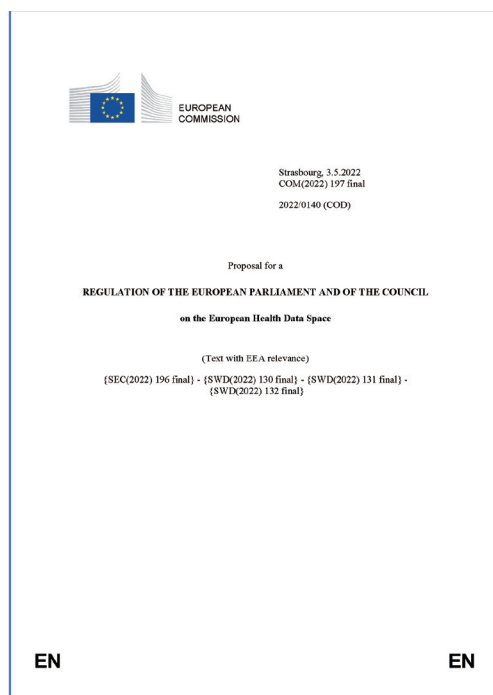 EUROPEAN
COMMISSION
Strasbourg, 3.5.2022
COM(2022) 197 final
2022/0140 (COD)
Proposal for a
REGULATION OF THE EUROPEAN PARLIAMENT AND OF THE COUNCIL
on the European Health Data Space
(Text with EEA relevance)
{SEC(2022) 196 final} - {SWD(2022) 130 final} - {SWD(2022) 131 final} -
{SWD(2022) 132 final}
EN EN